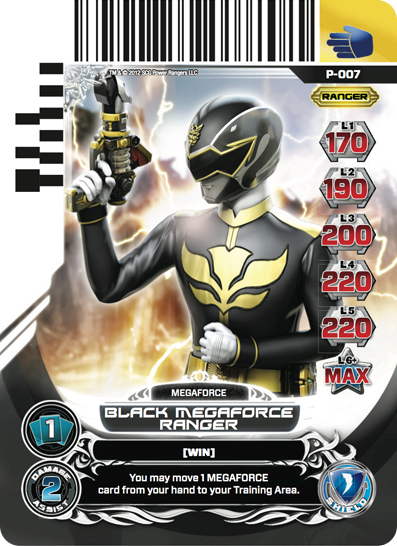 TM & © 2012 SCG Power Rangers LLC
P-007
RANGER
L1
170
L2
190
L3
200
L4
220
L5
220
L6+
MAX
MEGAFORCE
BLACK MEGAFORCE
RANGER
1
[WIN]
DAMAGE
2
ASSIST
You may move 1 MEGAFORCE
card from your hand to your Training Area.
SHIELD